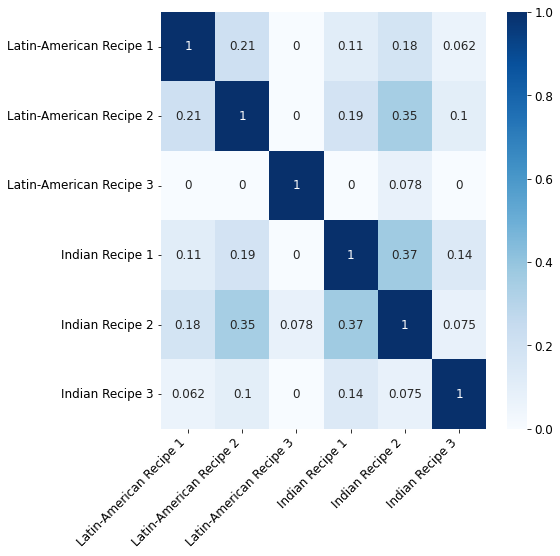 Latin-American Recipe 1 1 0.21 0 0.11 0.18 0.062
Latin-American Recipe 2 0.21 1 0 0.19 0.35 0.1
Latin-American Recipe 3 0 0 1 0 0.078 0
Indian Recipe 1 0.11 0.19 0 1 0.37 0.14
Indian Recipe 2 0.18 0.35 0.078 0.37 1 0.075
Indian Recipe 3 0.062 0.1 0 0.14 0.075 1
Latin-American Recipe 1
Latin-American Recipe 2
Latin-American Recipe 3
Indian Recipe 1
Indian Recipe 2
Indian Recipe 3
1.0
0.8
0.6
0.4
0.2
0.0